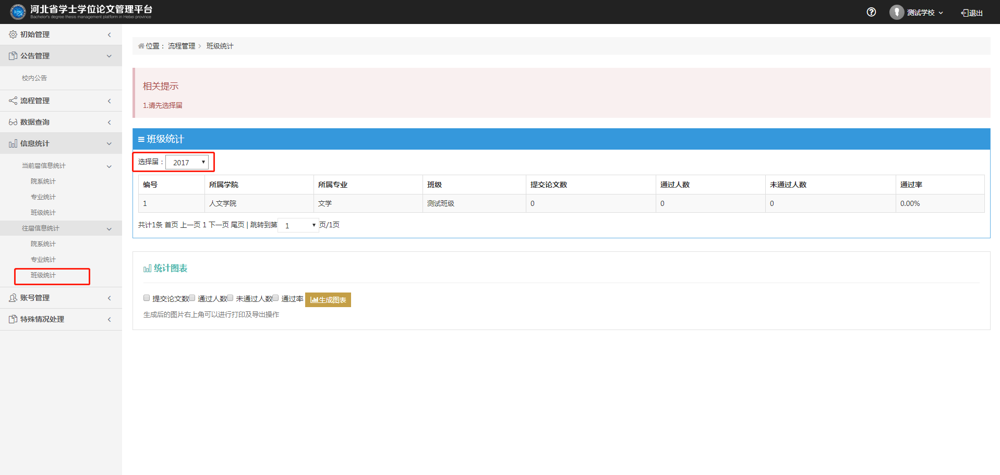 河北省学士学位论文管理平台
Bachelor's degree thesis management platform in Hebei province
测试学校
退出
初始管理
公告管理
校内公告
流程管理
数据查询
信息统计
当前届信息统计
院系统计
专业统计
班级统计
往届信息统计
院系统计
专业统计
班级统计
账号管理
特殊情况处理
位置： 流程管理 > 班级统计
相关提示
1.请先选择届
班级统计
选择届： 2017
编号 所属学院 所属专业 班级 提交论文数 通过人数 未通过人数 通过率
1 人文学院 文学 测试班级 0 0 0 0.00%
共计1条 首页 上一页 1 下一页 尾页 | 跳转到第 1 页/1页
统计图表
提交论文数 通过人数 未通过人数 通过率 生成图表
生成后的图片右上角可以进行打印及导出操作